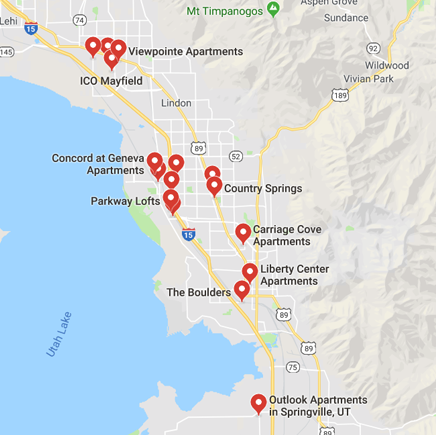 Aspen Grove
Mt Timpanogos
Sundance
Lehi
74
15
92
145
Viewpointe Apartments
Wildwood
ICO Mayfield
Vivian Park
189
Lindon
89
52
Concord at Geneva
Apartments
Country Springs
Parkway Lofts
Carriage Cove
Apartments
15
Liberty Center
Apartments
The Boulders
89
89
Utah Lake
89
75
Outlook Apartments
in Springville, UT